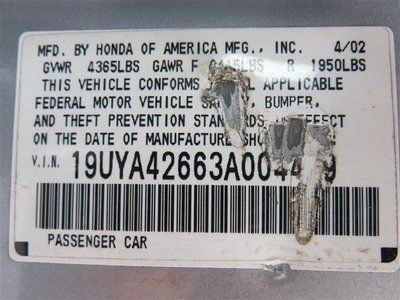 MFD. BY HONDA OF AMERICA MFG., INC. 4/02
GVWR 4365LBS GAWR F R 1950LBS
THIS VEHICLE CONFORMS APPLICABLE
FEDERAL MOTOR VEHICLE BUMPER,
AND THEFT PREVENTION IN EFFECT
ON THE DATE OF MANUFACTURE
V.I.N.
PASSENGER CAR